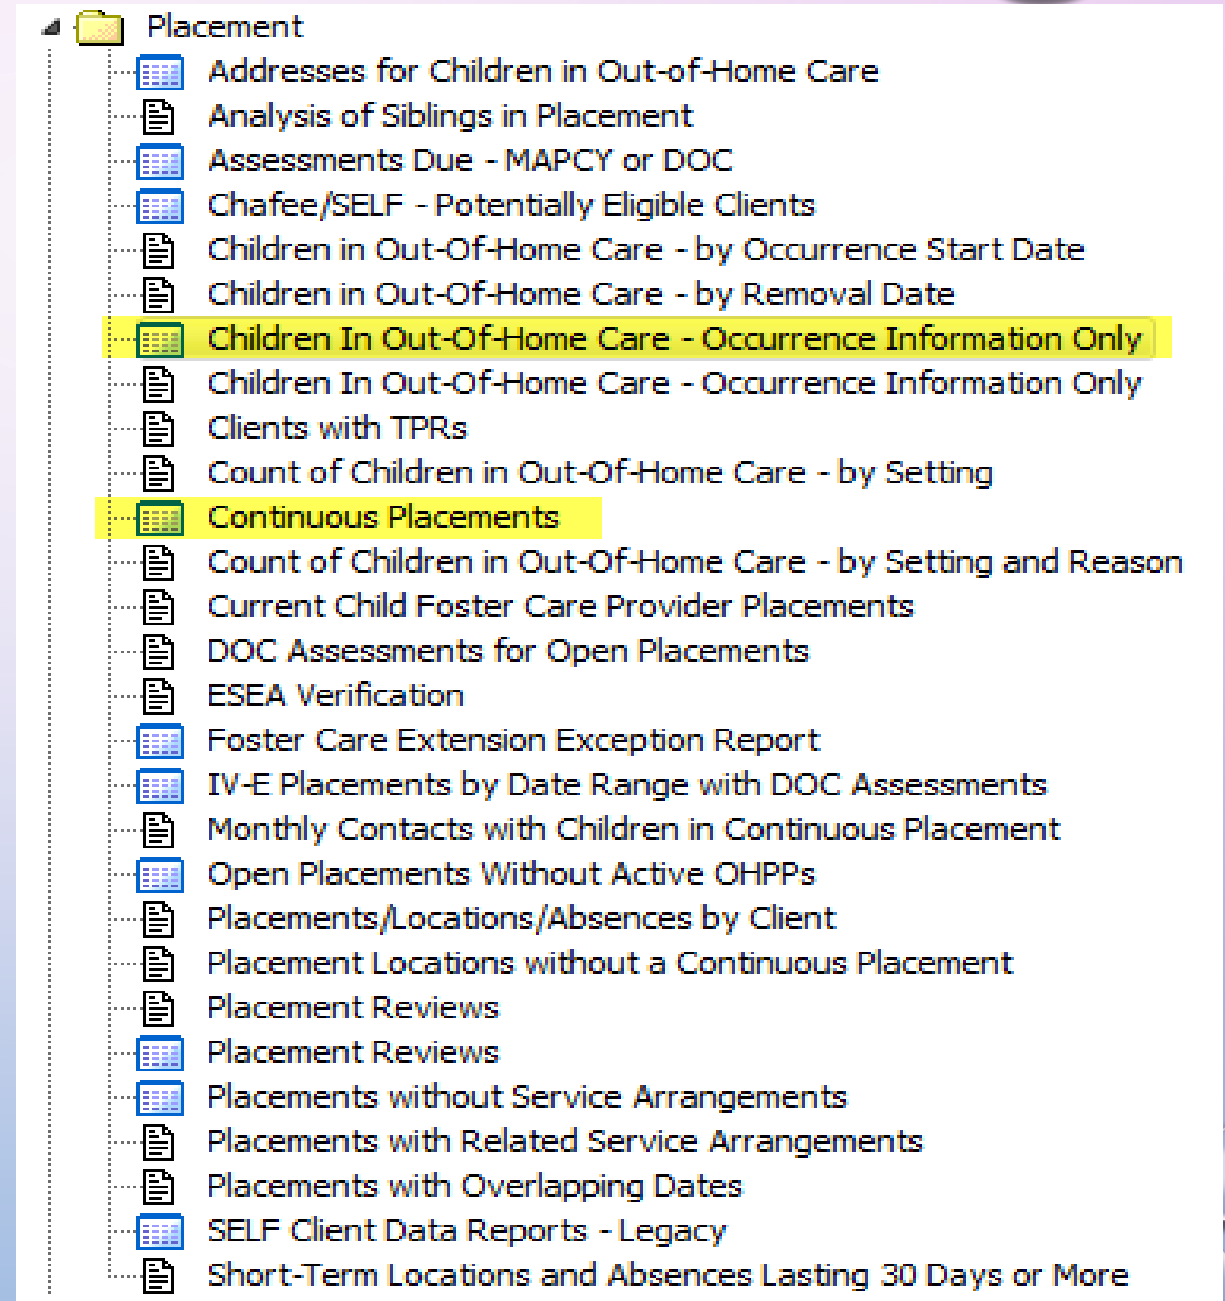 Placement
Addresses for Children in Out-of-Home Care
Analysis of Siblings in Placement
Assessments Due - MAPCY or DOC
Chafee/SELF - Potentially Eligible Clients
Children in Out-Of-Home Care - by Occurrence Start Date
Children in Out-Of-Home Care - by Removal Date
Children In Out-Of-Home Care - Occurrence Information Only
Children In Out-Of-Home Care - Occurrence Information Only
Clients with TPRs
Count of Children in Out-Of-Home Care - by Setting
Continuous Placements
Count of Children in Out-Of-Home Care - by Setting and Reason
Current Child Foster Care Provider Placements
DOC Assessments for Open Placements
ESEA Verification
Foster Care Extension Exception Report
IV-E Placements by Date Range with DOC Assessments
Monthly Contacts with Children in Continuous Placement
Open Placements Without Active OHPPs
Placements/Locations/Absences by Client
Placement Locations without a Continuous Placement
Placement Reviews
Placement Reviews
Placements without Service Arrangements
Placements with Related Service Arrangements
Placements with Overlapping Dates
SELF Client Data Reports - Legacy
Short-Term Locations and Absences Lasting 30 Days or More